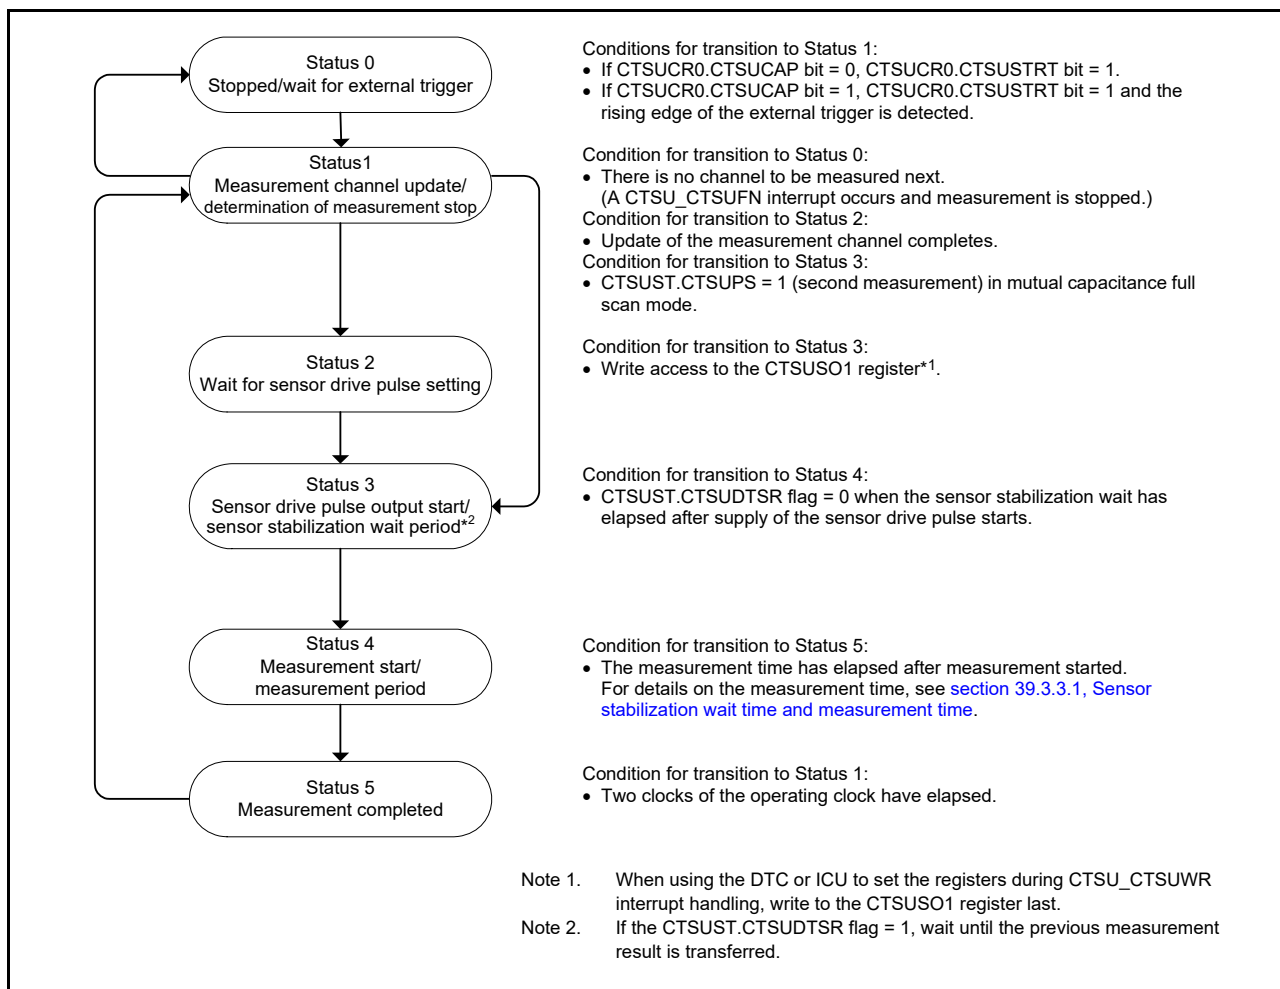 Status 0
Stopped/wait for external trigger
Conditions for transition to Status 1:
• If CTSUCR0.CTSUCAP bit = 0, CTSUCR0.CTSUSTRT bit = 1.
• If CTSUCR0.CTSUCAP bit = 1, CTSUCR0.CTSUSTRT bit = 1 and the
rising edge of the external trigger is detected.
Status1
Measurement channel update/
determination of measurement stop
Condition for transition to Status 0:
• There is no channel to be measured next.
(A CTSU_CTSUFN interrupt occurs and measurement is stopped.)
Condition for transition to Status 2:
• Update of the measurement channel completes.
Condition for transition to Status 3:
• CTSUST.CTSUPS = 1 (second measurement) in mutual capacitance full
scan mode.
Status 2
Wait for sensor drive pulse setting
Condition for transition to Status 3:
• Write access to the CTSUSO1 register*1.
Status 3
Sensor drive pulse output start/
sensor stabilization wait period*2
Condition for transition to Status 4:
• CTSUST.CTSUDTSR flag = 0 when the sensor stabilization wait has
elapsed after supply of the sensor drive pulse starts.
Status 4
Measurement start/
measurement period
Condition for transition to Status 5:
• The measurement time has elapsed after measurement started.
For details on the measurement time, see section 39.3.3.1, Sensor
stabilization wait time and measurement time.
Status 5
Measurement completed
Condition for transition to Status 1:
• Two clocks of the operating clock have elapsed.
Note 1. When using the DTC or ICU to set the registers during CTSU_CTSUWR
interrupt handling, write to the CTSUSO1 register last.
Note 2. If the CTSUST.CTSUDTSR flag = 1, wait until the previous measurement
result is transferred.